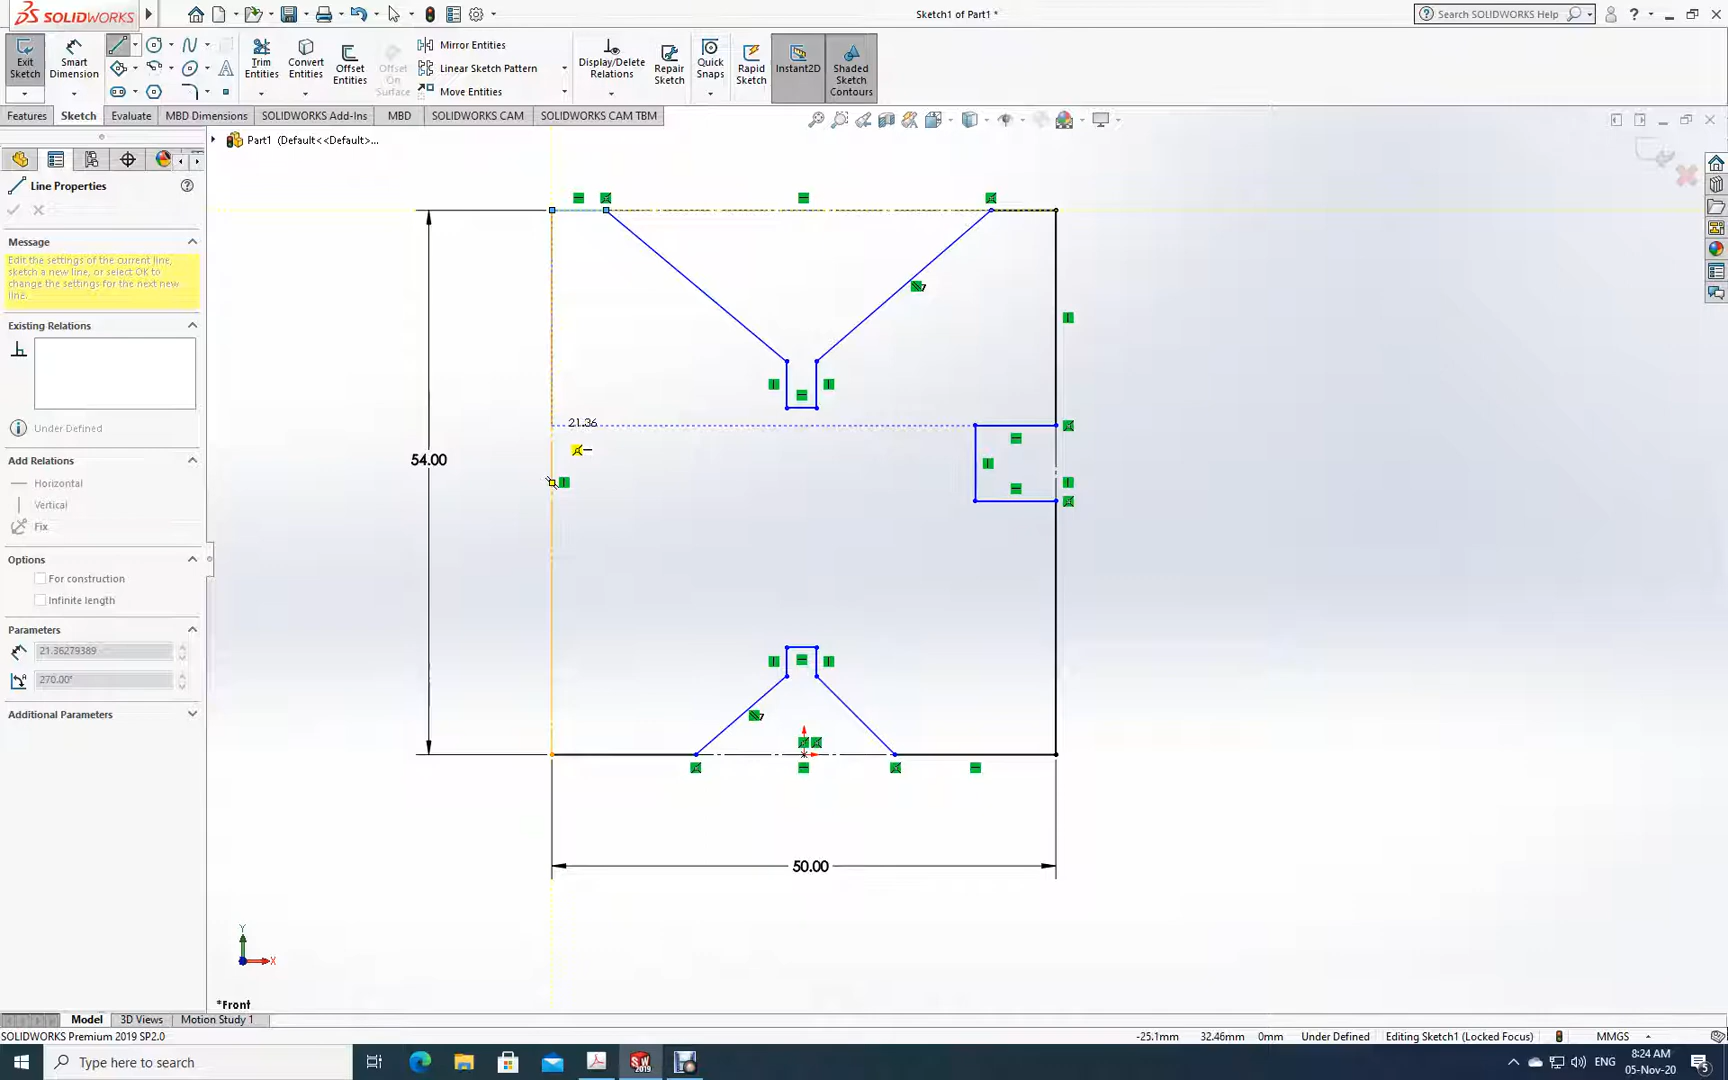 SOLIDWORKS
Sketch1 of Part1 *
Search SOLIDWORKS Help
Exit Sketch
Smart Dimension
Trim Entities
Convert Entities
Offset Entities
Offset On Surface
Mirror Entities
Linear Sketch Pattern
Move Entities
Display/Delete Relations
Repair Sketch
Quick Snaps
Rapid Sketch
Instant2D
Shaded Sketch Contours
Features
Sketch
Evaluate
MBD Dimensions
SOLIDWORKS Add-Ins
MBD
SOLIDWORKS CAM
SOLIDWORKS CAM TBM
Part1 (Default<<Default>...
Line Properties
Message
Edit the settings of the current line, sketch a new line, or select OK to change the settings for the next new line.
Existing Relations
Under Defined
Add Relations
Horizontal
Vertical
Fix
Options
For construction
Infinite length
Parameters
21.36279389
270.00°
Additional Parameters
54.00
21.36
7
7
50.00
Y
X
*Front
Model
3D Views
Motion Study 1
SOLIDWORKS Premium 2019 SP2.0
-25.1mm
32.46mm
0mm
Under Defined
Editing Sketch1 (Locked Focus)
MMGS
Type here to search
SW
2019
ENG
8:24 AM
05-Nov-20
5